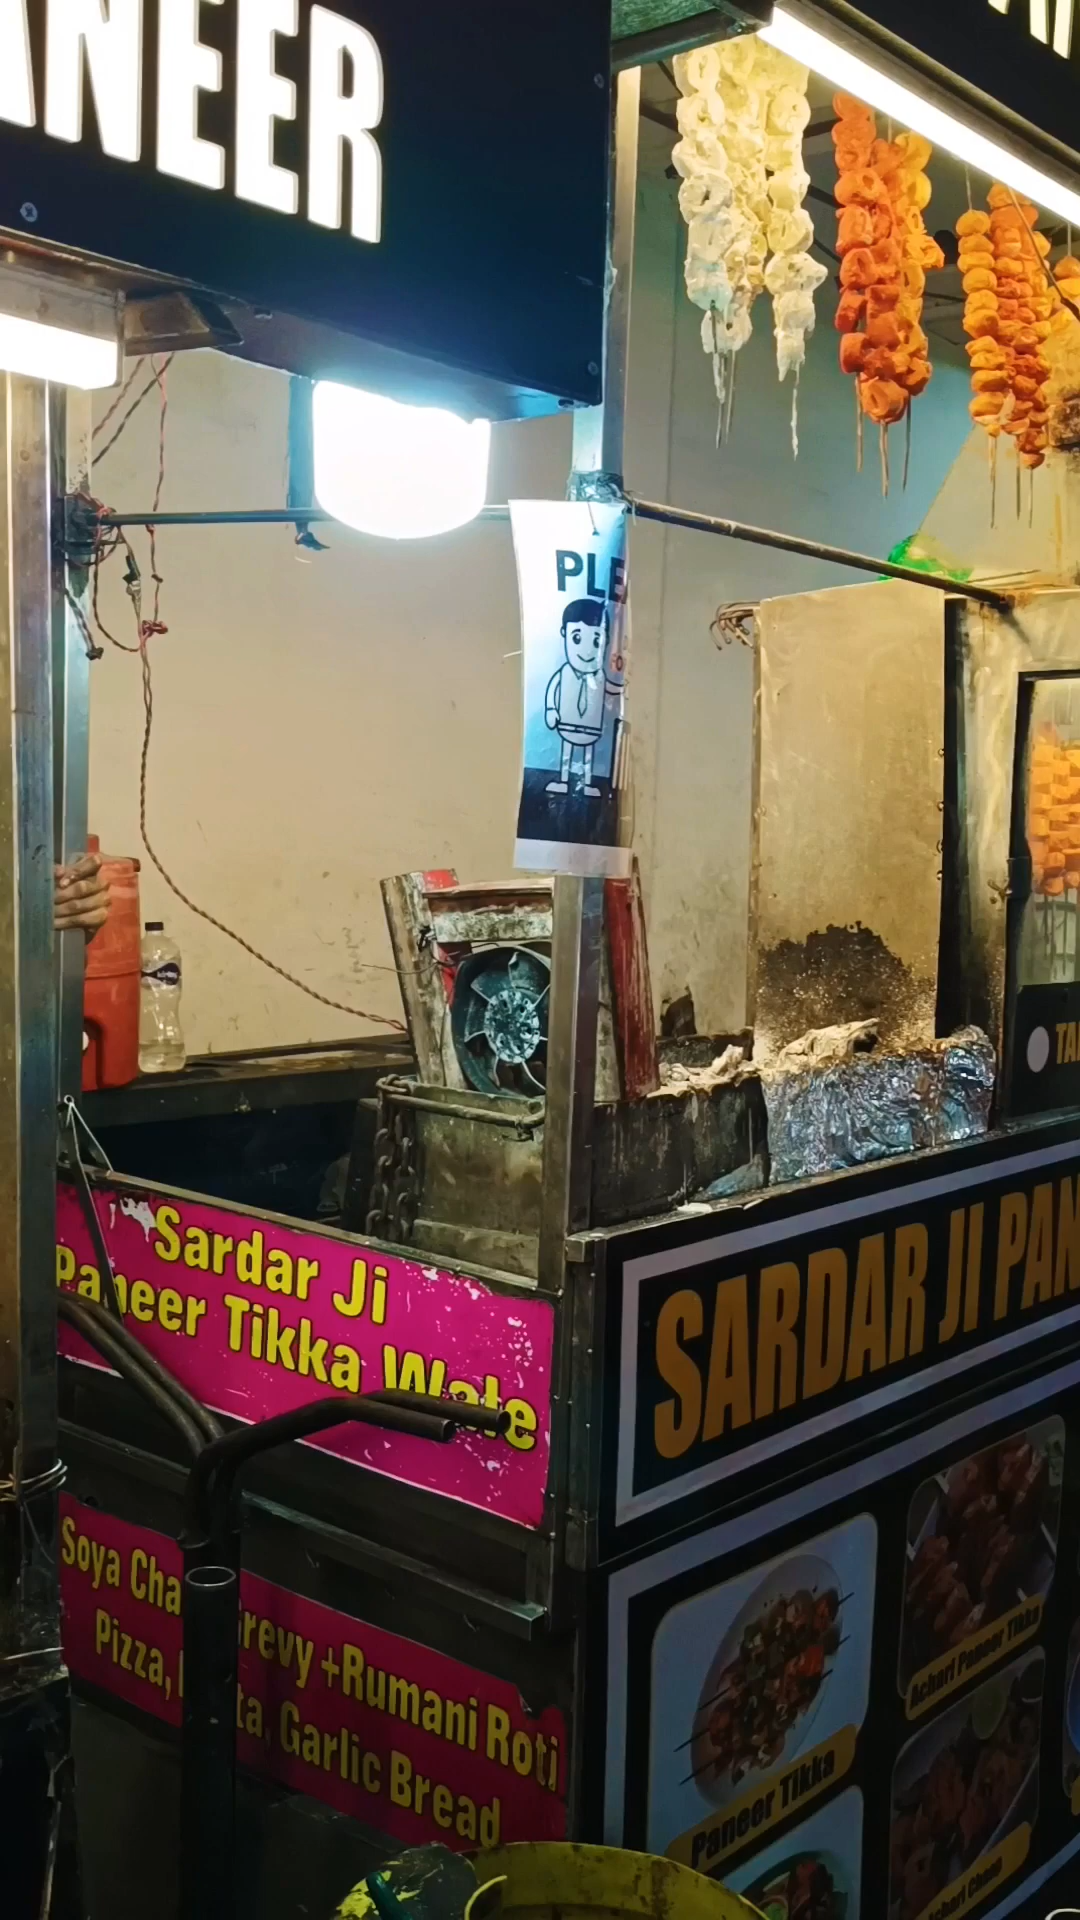 ANEER
PLE
Sardar Ji
Paneer Tikka Wale
SARDAR JI PAN
TA
Soya Cha revy +Rumani Roti
Pizza, ta, Garlic Bread
Paneer Tikka
Achari Paneer Tikka
Achari Chaap